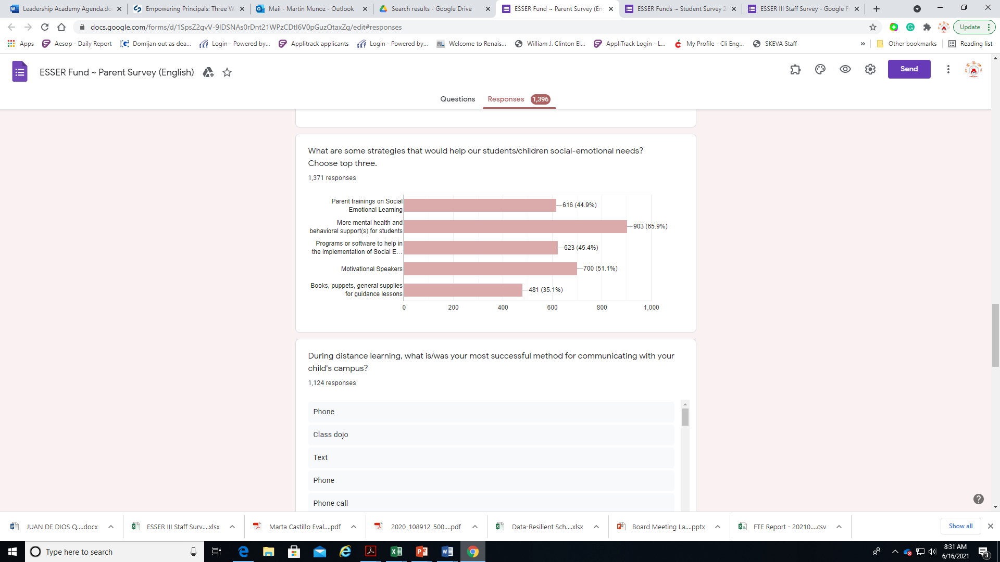 Leadership Academy Agenda.do
Empowering Principals: Three W
Mail - Martin Munoz - Outlook
Search results - Google Drive
ESSER Fund ~ Parent Survey (En
ESSER Funds ~ Student Survey 2
ESSER III Staff Survey - Google F
docs.google.com/forms/d/1SpsZ2gvV-9IDSNAs0rDnt21WPzCDtl6V0pGuzQtaxZg/edit#responses
Update
Apps
Aesop - Daily Report
Domijan out as dea...
Login - Powered by...
Applitrack applicants
Login - Powered by...
RL Welcome to Renais...
William J. Clinton El...
AppliTrack Login - L...
My Profile - Cli Eng...
SKEVA Staff
»
Other bookmarks
Reading list
ESSER Fund ~ Parent Survey (English)
Send
Questions
Responses 1,396
What are some strategies that would help our students/children social-emotional needs?
Choose top three.
1,371 responses
Parent trainings on Social
Emotional Learning
616 (44.9%)
More mental health and
behavioral support(s) for students
903 (65.9%)
Programs or software to help in
the implementation of Social E...
623 (45.4%)
Motivational Speakers
700 (51.1%)
Books, puppets, general supplies
for guidance lessons
481 (35.1%)
0 200 400 600 800 1,000
During distance learning, what is/was your most successful method for communicating with your
child's campus?
1,124 responses
Phone
Class dojo
Text
Phone
Phone call
JUAN DE DIOS Q....docx
ESSER III Staff Surv....xlsx
Marta Castillo Eval....pdf
2020_108912_500....pdf
Data-Resilient Sch....xlsx
Board Meeting La....pptx
FTE Report - 20210....csv
Show all
Type here to search
8:31 AM
6/16/2021
3